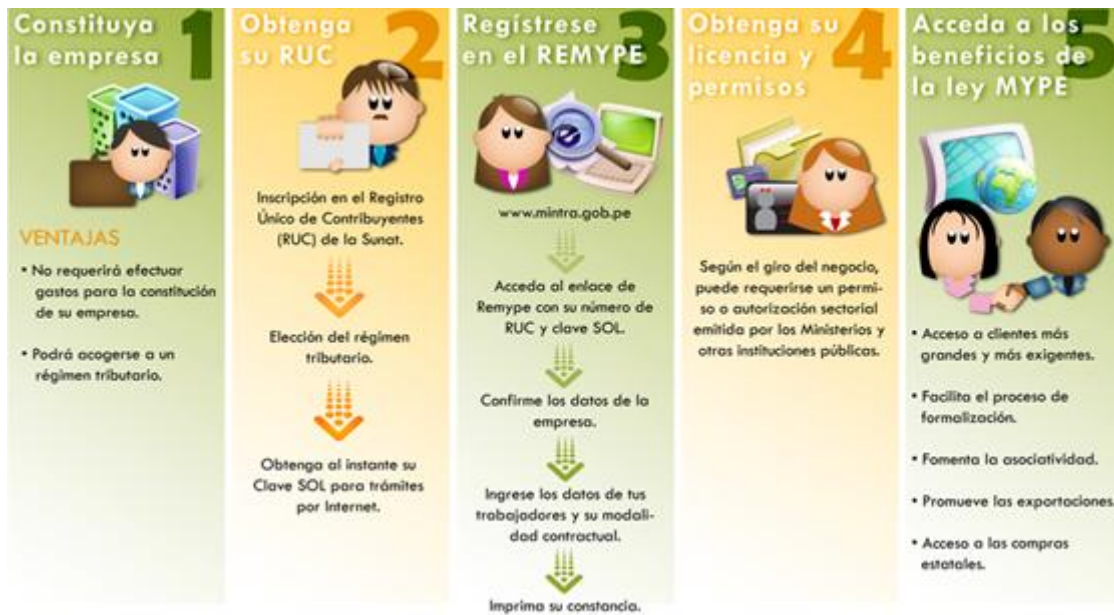 Constituya
la empresa
1
VENTAJAS
• No requerirá efectuar
gastos para la constitución
de su empresa.
• Podrá acogerse a un
régimen tributario.
Obtenga
su RUC
2
Inscripción en el Registro
Único de Contribuyentes
(RUC) de la Sunat.
Elección del régimen
tributario.
Obtenga al instante su
Clave SOL para trámites
por Internet.
Regístrese
en el REMYPE
3
www.mintra.gob.pe
Acceda al enlace de
Remype con su número de
RUC y clave SOL.
Confirme los datos de la
empresa.
Ingrese los datos de tus
trabajadores y su modali-
dad contractual.
Imprima su constancia.
Obtenga su
licencia y
permisos
4
Según el giro del negocio,
puede requerirse un permi-
so o autorización sectorial
emitida por los Ministerios y
otras instituciones públicas.
Acceda a los
beneficios de
la ley MYPE
5
• Acceso a clientes más
grandes y más exigentes.
• Facilita el proceso de
formalización.
• Fomenta la asociatividad.
• Promueve las exportaciones.
• Acceso a las compras
estatales.